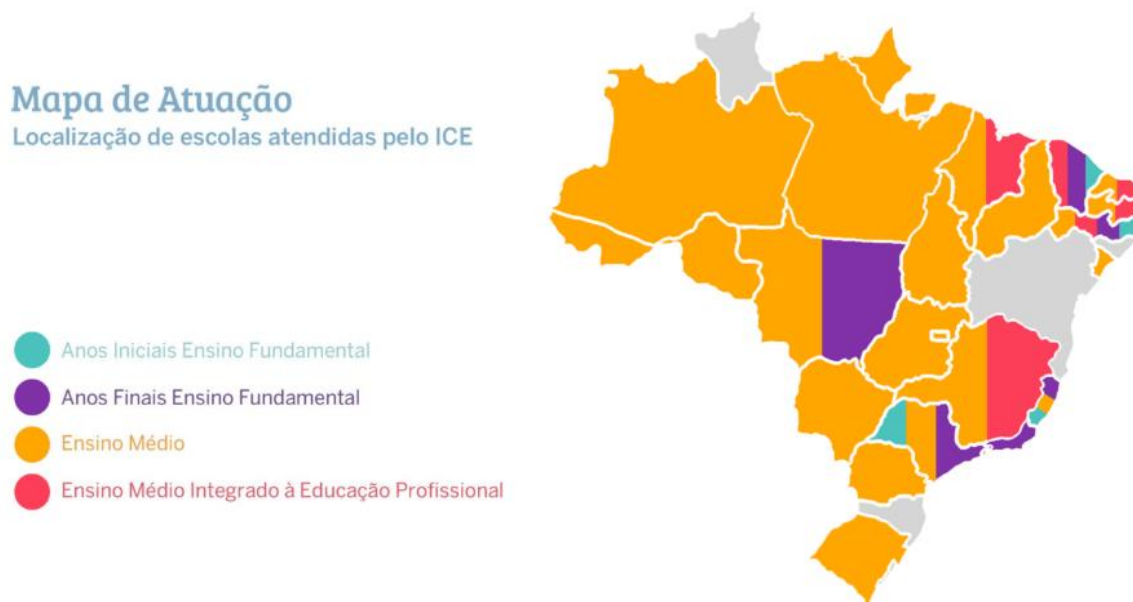 Mapa de Atuação
Localização de escolas atendidas pelo ICE
Anos Iniciais Ensino Fundamental
Anos Finais Ensino Fundamental
Ensino Médio
Ensino Médio Integrado à Educação Profissional